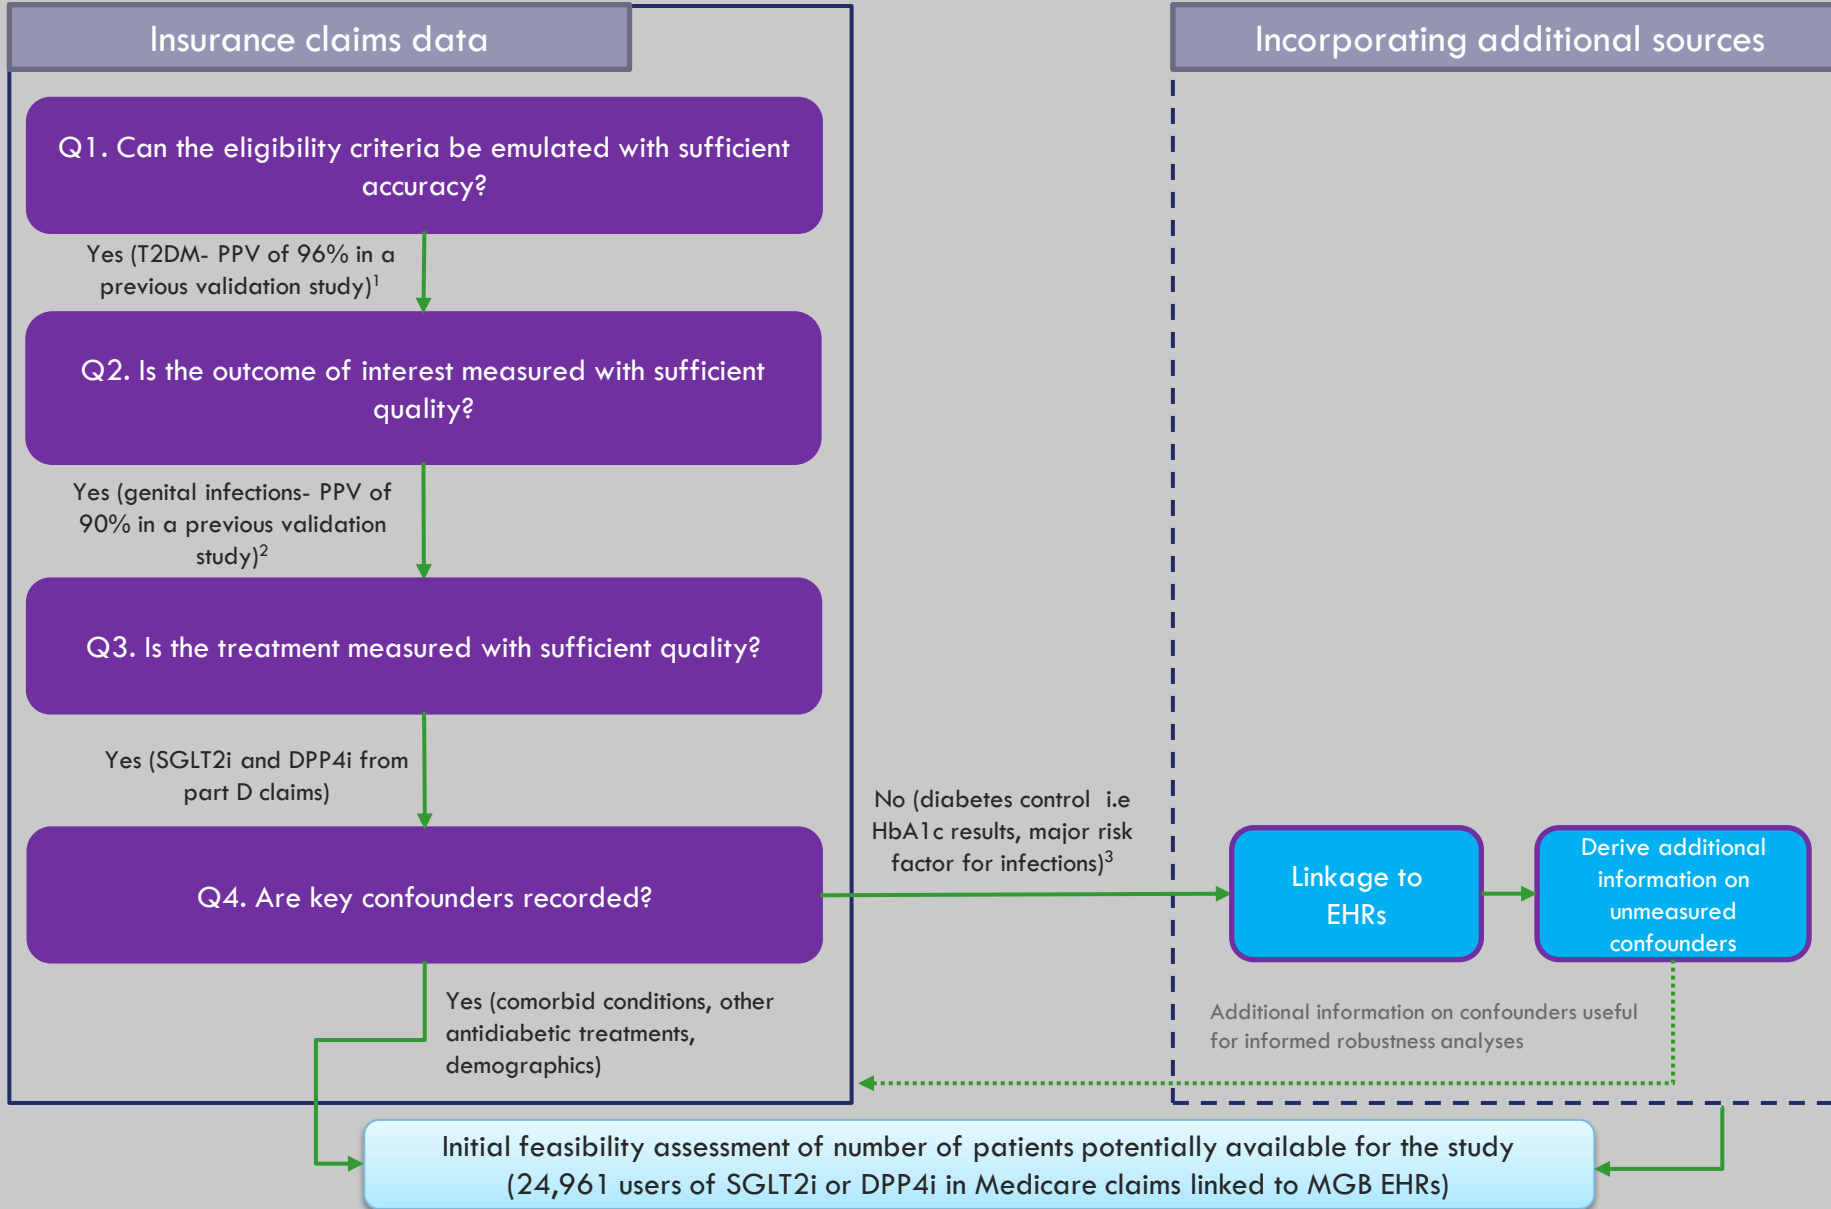 Insurance claims data
Incorporating additional sources
Q1. Can the eligibility criteria be emulated with sufficient
accuracy?
Yes (T2DM- PPV of 96% in a
previous validation study)1
Q2. Is the outcome of interest measured with sufficient
quality?
Yes (genital infections- PPV of
90% in a previous validation
study)2
Q3. Is the treatment measured with sufficient quality?
Yes (SGLT2i and DPP4i from
part D claims)
Q4. Are key confounders recorded?
No (diabetes control i.e
HbA1c results, major risk
factor for infections)3
Linkage to
EHRs
Derive additional
information on
unmeasured
confounders
Yes (comorbid conditions, other
antidiabetic treatments,
demographics)
Additional information on confounders useful
for informed robustness analyses
Initial feasibility assessment of number of patients potentially available for the study
(24,961 users of SGLT2i or DPP4i in Medicare claims linked to MGB EHRs)